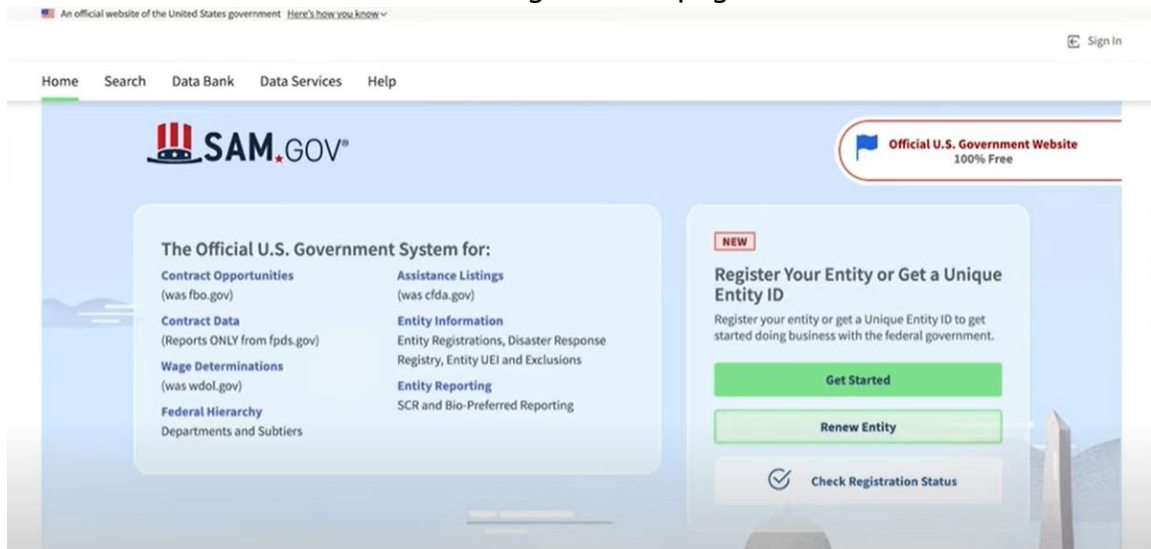 An official website of the United States government Here's how you know
Sign In
Home Search Data Bank Data Services Help
SAM.GOV®
Official U.S. Government Website
100% Free
The Official U.S. Government System for:
Contract Opportunities
(was fbo.gov)
Contract Data
(Reports ONLY from fpds.gov)
Wage Determinations
(was wdol.gov)
Federal Hierarchy
Departments and Subtiers
Assistance Listings
(was cfda.gov)
Entity Information
Entity Registrations, Disaster Response
Registry, Entity UEI and Exclusions
Entity Reporting
SCR and Bio-Preferred Reporting
NEW
Register Your Entity or Get a Unique
Entity ID
Register your entity or get a Unique Entity ID to get
started doing business with the federal government.
Get Started
Renew Entity
Check Registration Status